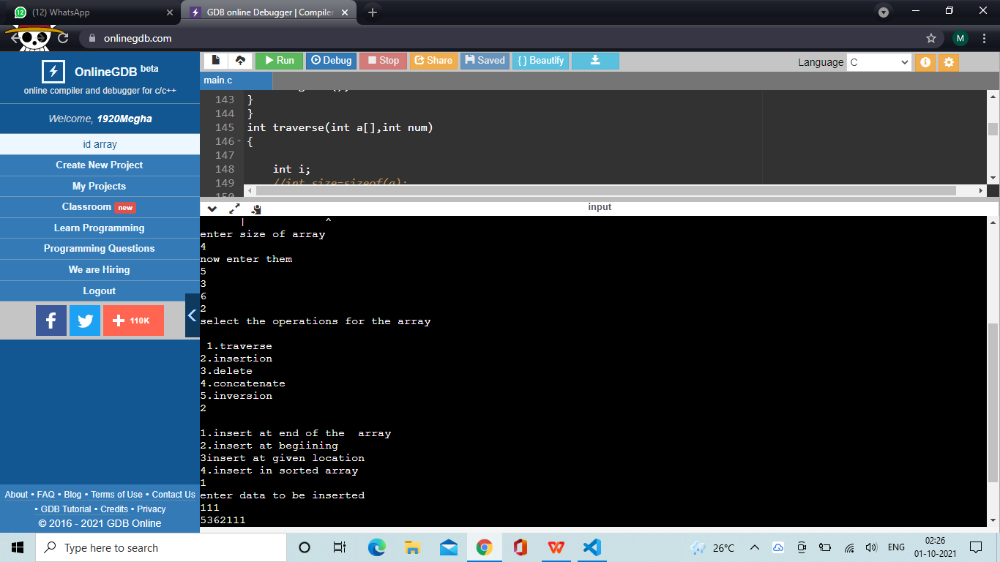 (12) WhatsApp
GDB online Debugger | Compiler
onlinegdb.com
M
OnlineGDB beta
online compiler and debugger for c/c++
Welcome, 1920Megha
id array
Create New Project
My Projects
Classroom new
Learn Programming
Programming Questions
We are Hiring
Logout
110K
About • FAQ • Blog • Terms of Use • Contact Us
• GDB Tutorial • Credits • Privacy
© 2016 - 2021 GDB Online
Run Debug Stop Share Saved { } Beautify
Language C
main.c
143 }
144 }
145 int traverse(int a[],int num)
146 {
147
148 int i;
149 //int size=sizeof(a);
150
input
| ^
enter size of array
4
now enter them
5
3
6
2
select the operations for the array
1.traverse
2.insertion
3.delete
4.concatenate
5.inversion
2
1.insert at end of the  array
2.insert at begiining
3insert at given location
4.insert in sorted array
1
enter data to be inserted
111
5362111
Type here to search
26°C
ENG
02:26
01-10-2021